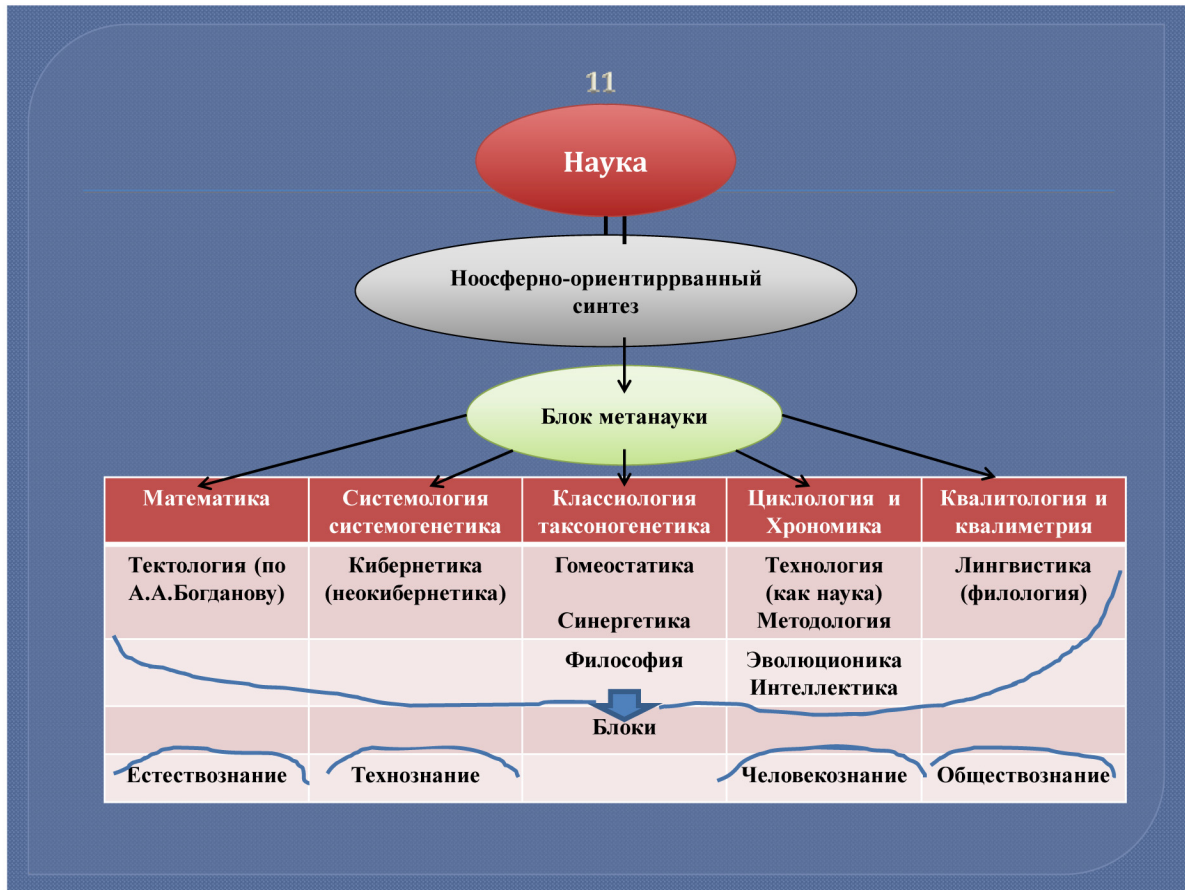 11
Наука
Ноосферно-ориентиррванный
синтез
Блок метанауки
Математика
Системология
системогенетика
Классиология
таксоногенетика
Циклология и
Хрономика
Квалитология и
квалиметрия
Тектология (по
А.А.Богданову)
Кибернетика
(неокибернетика)
Гомеостатика
Синергетика
Технология
(как наука)
Методология
Лингвистика
(филология)
Философия
Эволюционика
Интеллектика
Блоки
Естествознание
Технознание
Человекознание
Обществознание